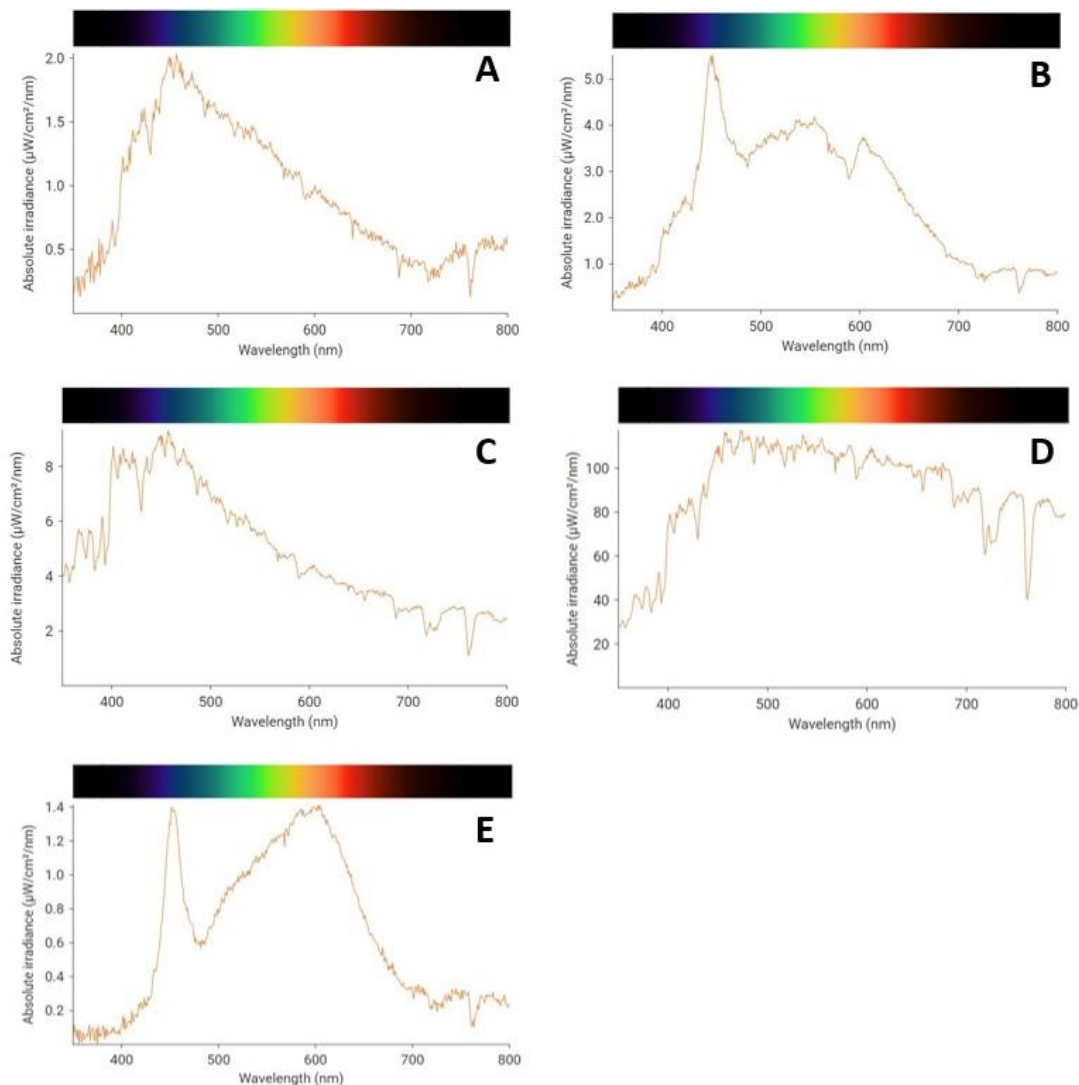 A
Absolute irradiance (µW/cm²/nm)
2.0
1.5
1.0
0.5
400 500 600 700 800
Wavelength (nm)
B
Absolute irradiance (µW/cm²/nm)
5.0
4.0
3.0
2.0
1.0
400 500 600 700 800
Wavelength (nm)
C
Absolute irradiance (µW/cm²/nm)
8
6
4
2
400 500 600 700 800
Wavelength (nm)
D
Absolute irradiance (µW/cm²/nm)
100
80
60
40
20
400 500 600 700 800
Wavelength (nm)
E
Absolute irradiance (µW/cm²/nm)
1.4
1.2
1.0
0.8
0.6
0.4
0.2
400 500 600 700 800
Wavelength (nm)